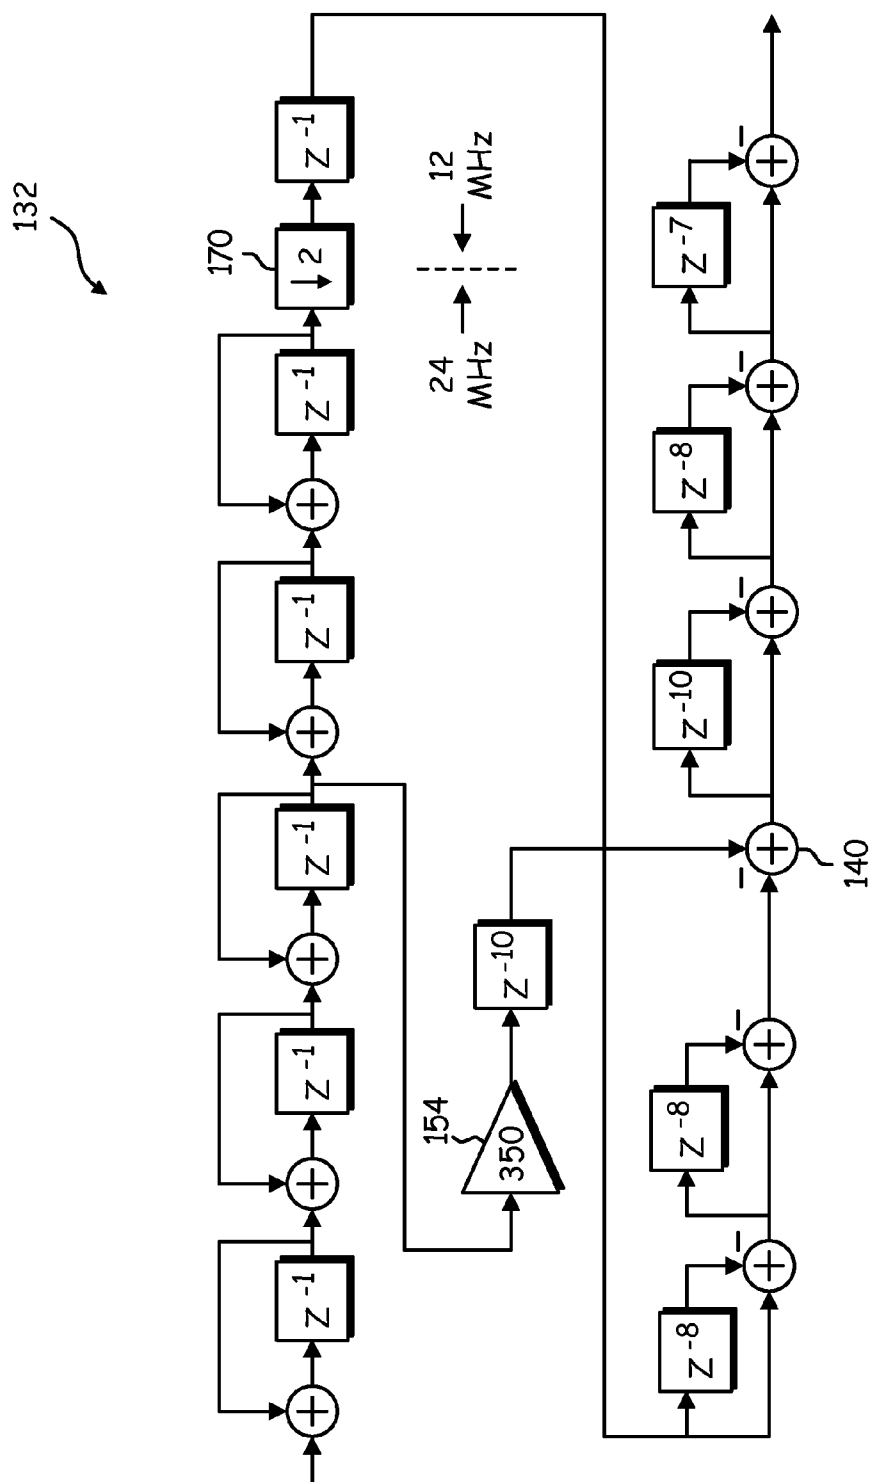 132
170
+ Z⁻¹ + Z⁻¹ + Z⁻¹ + Z⁻¹ + Z⁻¹ ↓2 Z⁻¹
24 12
MHz MHz
154
350 Z⁻¹⁰
Z⁻⁸ Z⁻⁸ Z⁻¹⁰ Z⁻⁸ Z⁻⁷
− − − − − − −
+ + + + + +
140